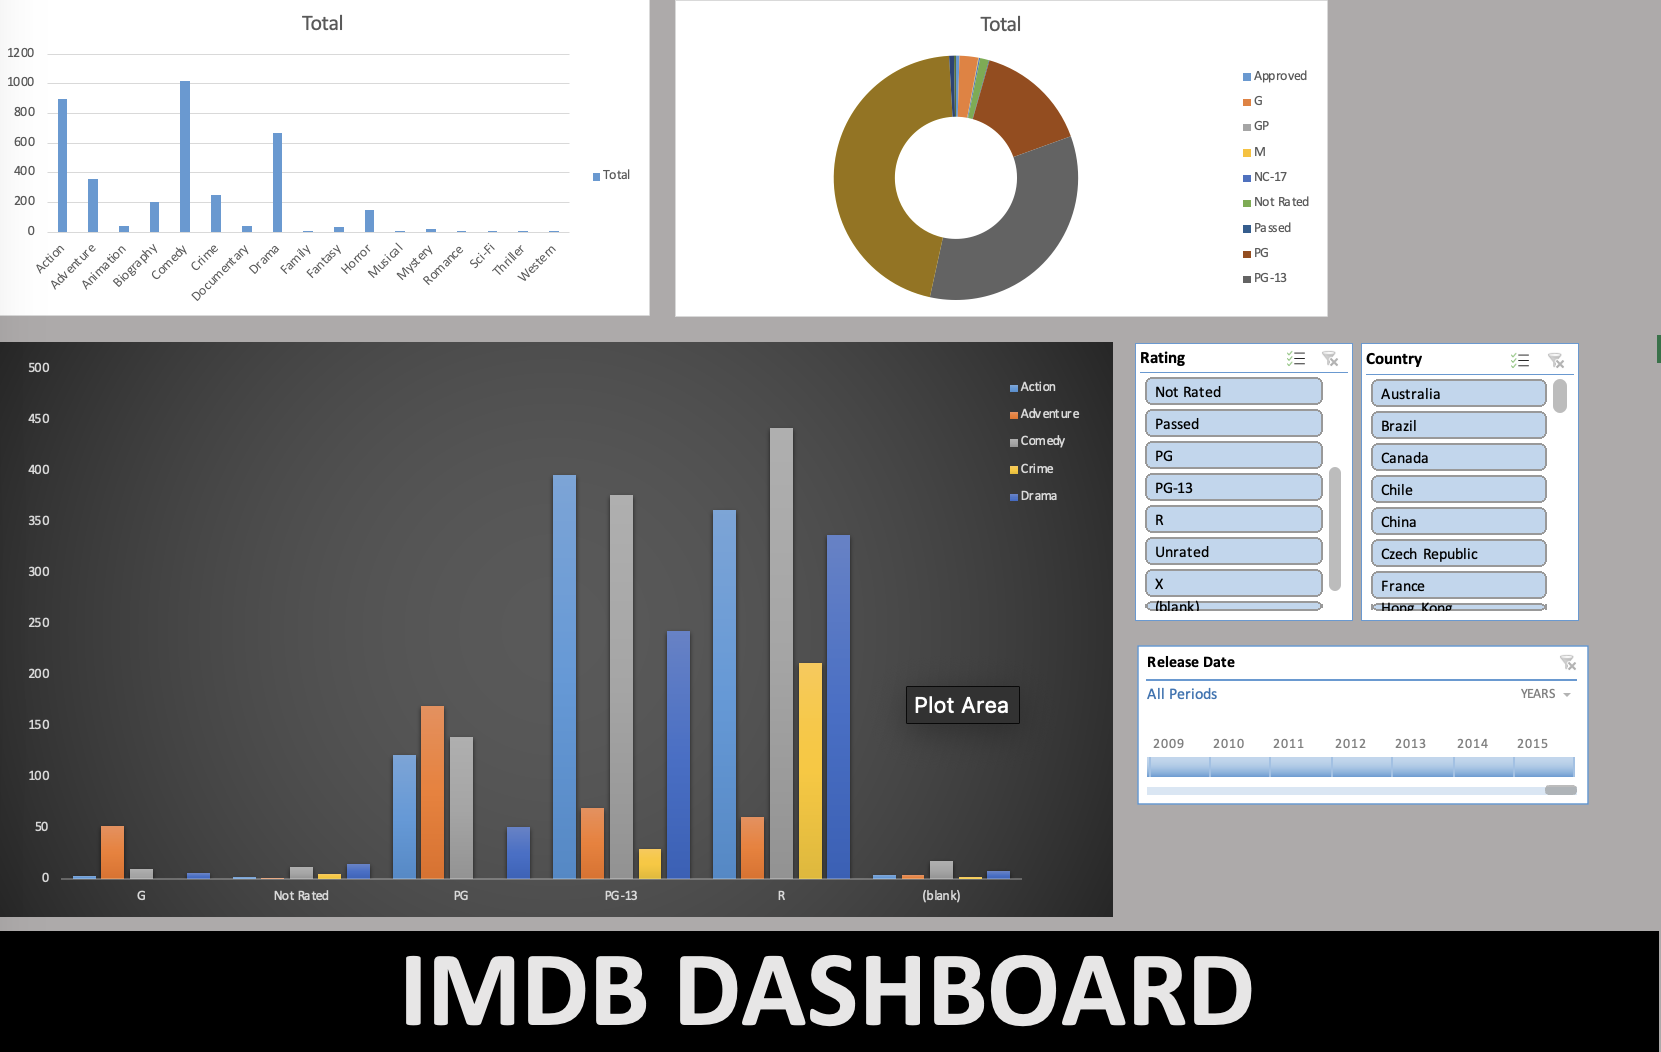 Total
1200
1000
800
600
400
200
0
Total
Action
Adventure
Animation
Biography
Comedy
Crime
Documentary
Drama
Family
Fantasy
Horror
Musical
Mystery
Romance
Sci-Fi
Thriller
Western
Total
Approved
G
GP
M
NC-17
Not Rated
Passed
PG
PG-13
500
450
400
350
300
250
200
150
100
50
0
Action
Adventure
Comedy
Crime
Drama
Plot Area
G Not Rated PG PG-13 R (blank)
Rating
Not Rated
Passed
PG
PG-13
R
Unrated
X
(blank)
Country
Australia
Brazil
Canada
Chile
China
Czech Republic
France
Hong Kong
Release Date
All Periods YEARS
2009 2010 2011 2012 2013 2014 2015
IMDB DASHBOARD